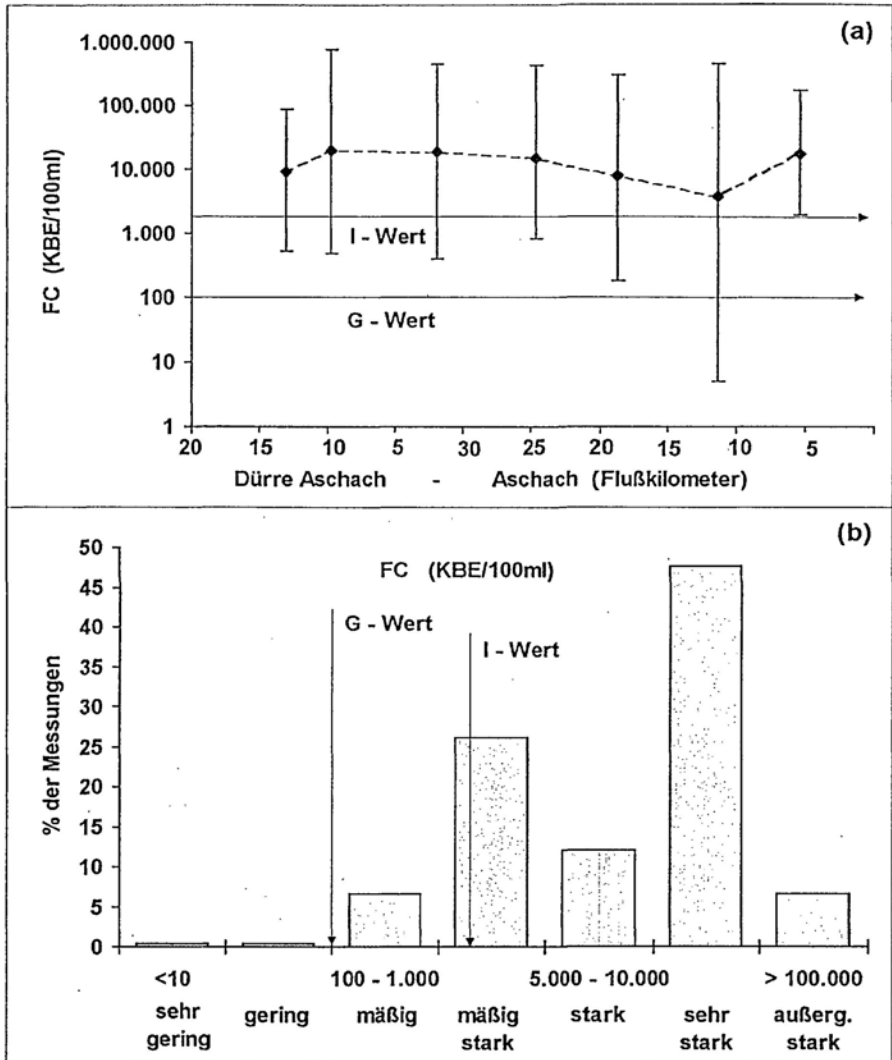 (a)
1.000.000
100.000
10.000
1.000
100
10
1
FC (KBE/100ml)
I - Wert
G - Wert
20 15 10 5 30 25 20 15 10 5
Dürre Aschach - Aschach (Flußkilometer)
(b)
50
45
40
35
30
25
20
15
10
5
0
% der Messungen
FC (KBE/100ml)
G - Wert
I - Wert
<10 100 - 1.000 5.000 - 10.000 > 100.000
sehr gering mäßig mäßig stark sehr außerg.
gering stark stark stark